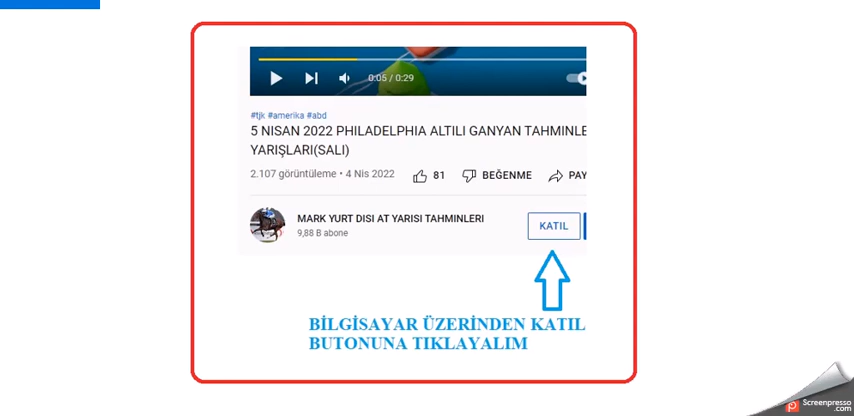 0:05 / 0:29
#tjk #amerika #abd
5 NISAN 2022 PHILADELPHIA ALTILI GANYAN TAHMINLE
YARIŞLARI(SALI)
2.107 görüntüleme • 4 Nis 2022 81 BEĞENME PAY
MARK YURT DISI AT YARISI TAHMINLERI
9,88 B abone
KATIL
BİLGİSAYAR ÜZERİNDEN KATIL
BUTONUNA TIKLAYALIM
Screenpresso
.com